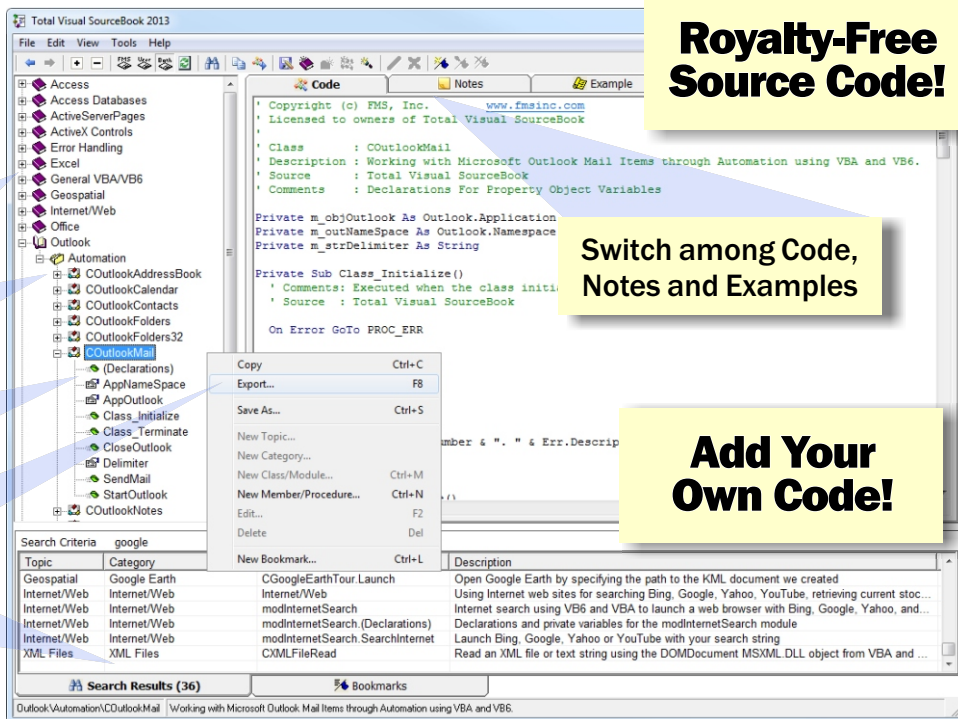 Total Visual SourceBook 2013
Royalty-Free
Source Code!
File Edit View Tools Help
Access
Access Databases
ActiveServerPages
ActiveX Controls
Error Handling
Excel
General VBA/VB6
Geospatial
Internet/Web
Office
Outlook
Automation
COutlookAddressBook
COutlookCalendar
COutlookContacts
COutlookFolders
COutlookFolders32
COutlookMail
(Declarations)
AppNameSpace
AppOutlook
Class_Initialize
Class_Terminate
CloseOutlook
Delimiter
SendMail
StartOutlook
COutlookNotes
Code Notes Example
' Copyright (c) FMS, Inc. www.fmsinc.com
' Licensed to owners of Total Visual SourceBook
'
' Class : COutlookMail
' Description : Working with Microsoft Outlook Mail Items through Automation using VBA and VB6.
' Source : Total Visual SourceBook
' Comments : Declarations For Property Object Variables
Private m_objOutlook As Outlook.Application
Private m_outNameSpace As Outlook.Namespace
Private m_strDelimiter As String
Private Sub Class_Initialize()
' Comments: Executed when the class
' Source : Total Visual SourceBook
On Error GoTo PROC_ERR
& ". " & Err.Descrip
Switch among Code,
Notes and Examples
Add Your
Own Code!
Copy Ctrl+C
Export... F8
Save As... Ctrl+S
New Topic...
New Category...
New Class/Module... Ctrl+M
New Member/Procedure... Ctrl+N
Edit... F2
Delete Del
New Bookmark... Ctrl+L
Search Criteria google
Topic Category Description
Geospatial Google Earth CGoogleEarthTour.Launch Open Google Earth by specifying the path to the KML document we created
Internet/Web Internet/Web Internet/Web Using Internet web sites for searching Bing, Google, Yahoo, YouTube, retrieving current stoc...
Internet/Web Internet/Web modInternetSearch Internet search using VB6 and VBA to launch a web browser with Bing, Google, Yahoo, and...
Internet/Web Internet/Web modInternetSearch.(Declarations) Declarations and private variables for the modInternetSearch module
Internet/Web Internet/Web modInternetSearch.SearchInternet Launch Bing, Google, Yahoo or YouTube with your search string
XML Files XML Files CXMLFileRead Read an XML file or text string using the DOMDocument MSXML.DLL object from VBA and ...
Search Results (36) Bookmarks
Outlook\Automation\COutlookMail Working with Microsoft Outlook Mail Items through Automation using VBA and VB6.